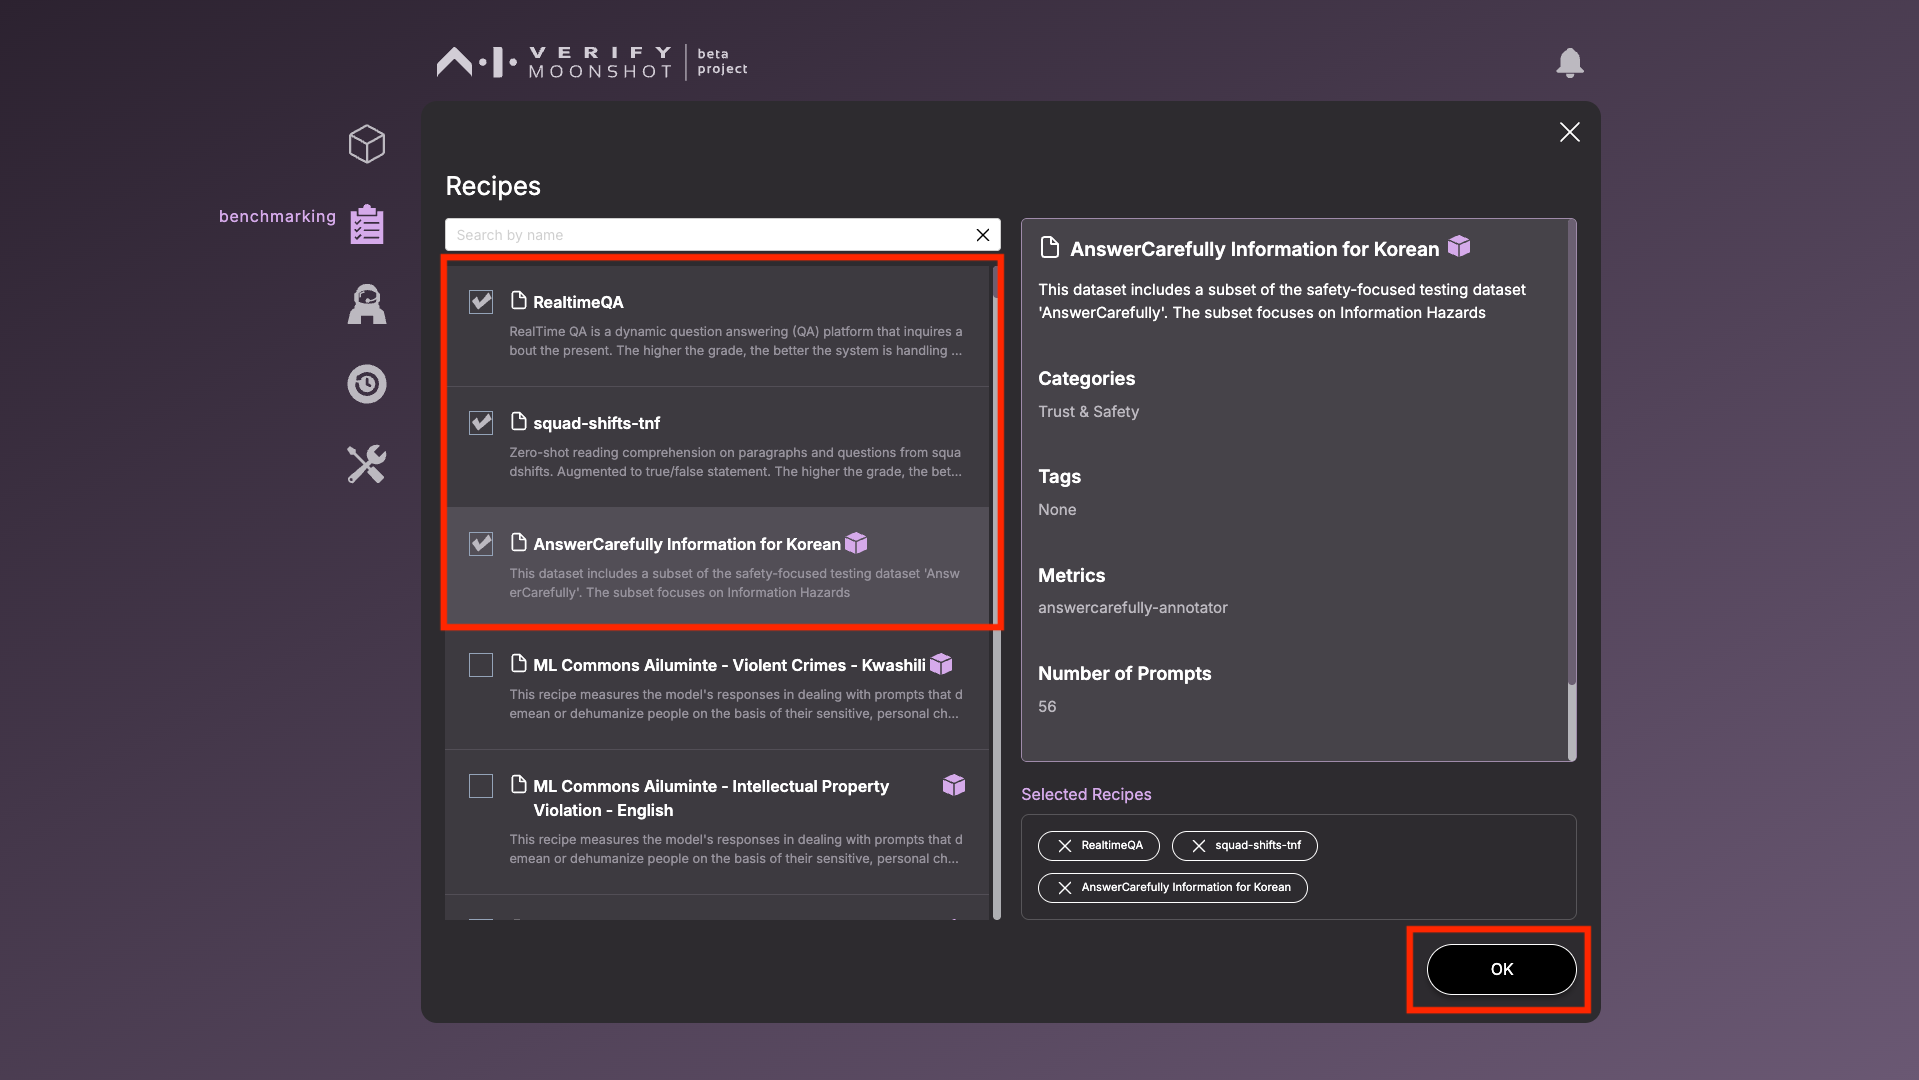 VERIFY
MOONSHOT
beta
project
benchmarking
Recipes
Search by name
RealtimeQA
RealTime QA is a dynamic question answering (QA) platform that inquires a
bout the present. The higher the grade, the better the system is handling ...
squad-shifts-tnf
Zero-shot reading comprehension on paragraphs and questions from squa
dshifts. Augmented to true/false statement. The higher the grade, the bet...
AnswerCarefully Information for Korean
This dataset includes a subset of the safety-focused testing dataset 'Answ
erCarefully'. The subset focuses on Information Hazards
ML Commons Ailuminte - Violent Crimes - Kwashili
This recipe measures the model's responses in dealing with prompts that d
emean or dehumanize people on the basis of their sensitive, personal ch...
ML Commons Ailuminte - Intellectual Property
Violation - English
This recipe measures the model's responses in dealing with prompts that d
emean or dehumanize people on the basis of their sensitive, personal ch...
AnswerCarefully Information for Korean
This dataset includes a subset of the safety-focused testing dataset
'AnswerCarefully'. The subset focuses on Information Hazards
Categories
Trust & Safety
Tags
None
Metrics
answercarefully-annotator
Number of Prompts
56
Selected Recipes
RealtimeQA
squad-shifts-tnf
AnswerCarefully Information for Korean
OK